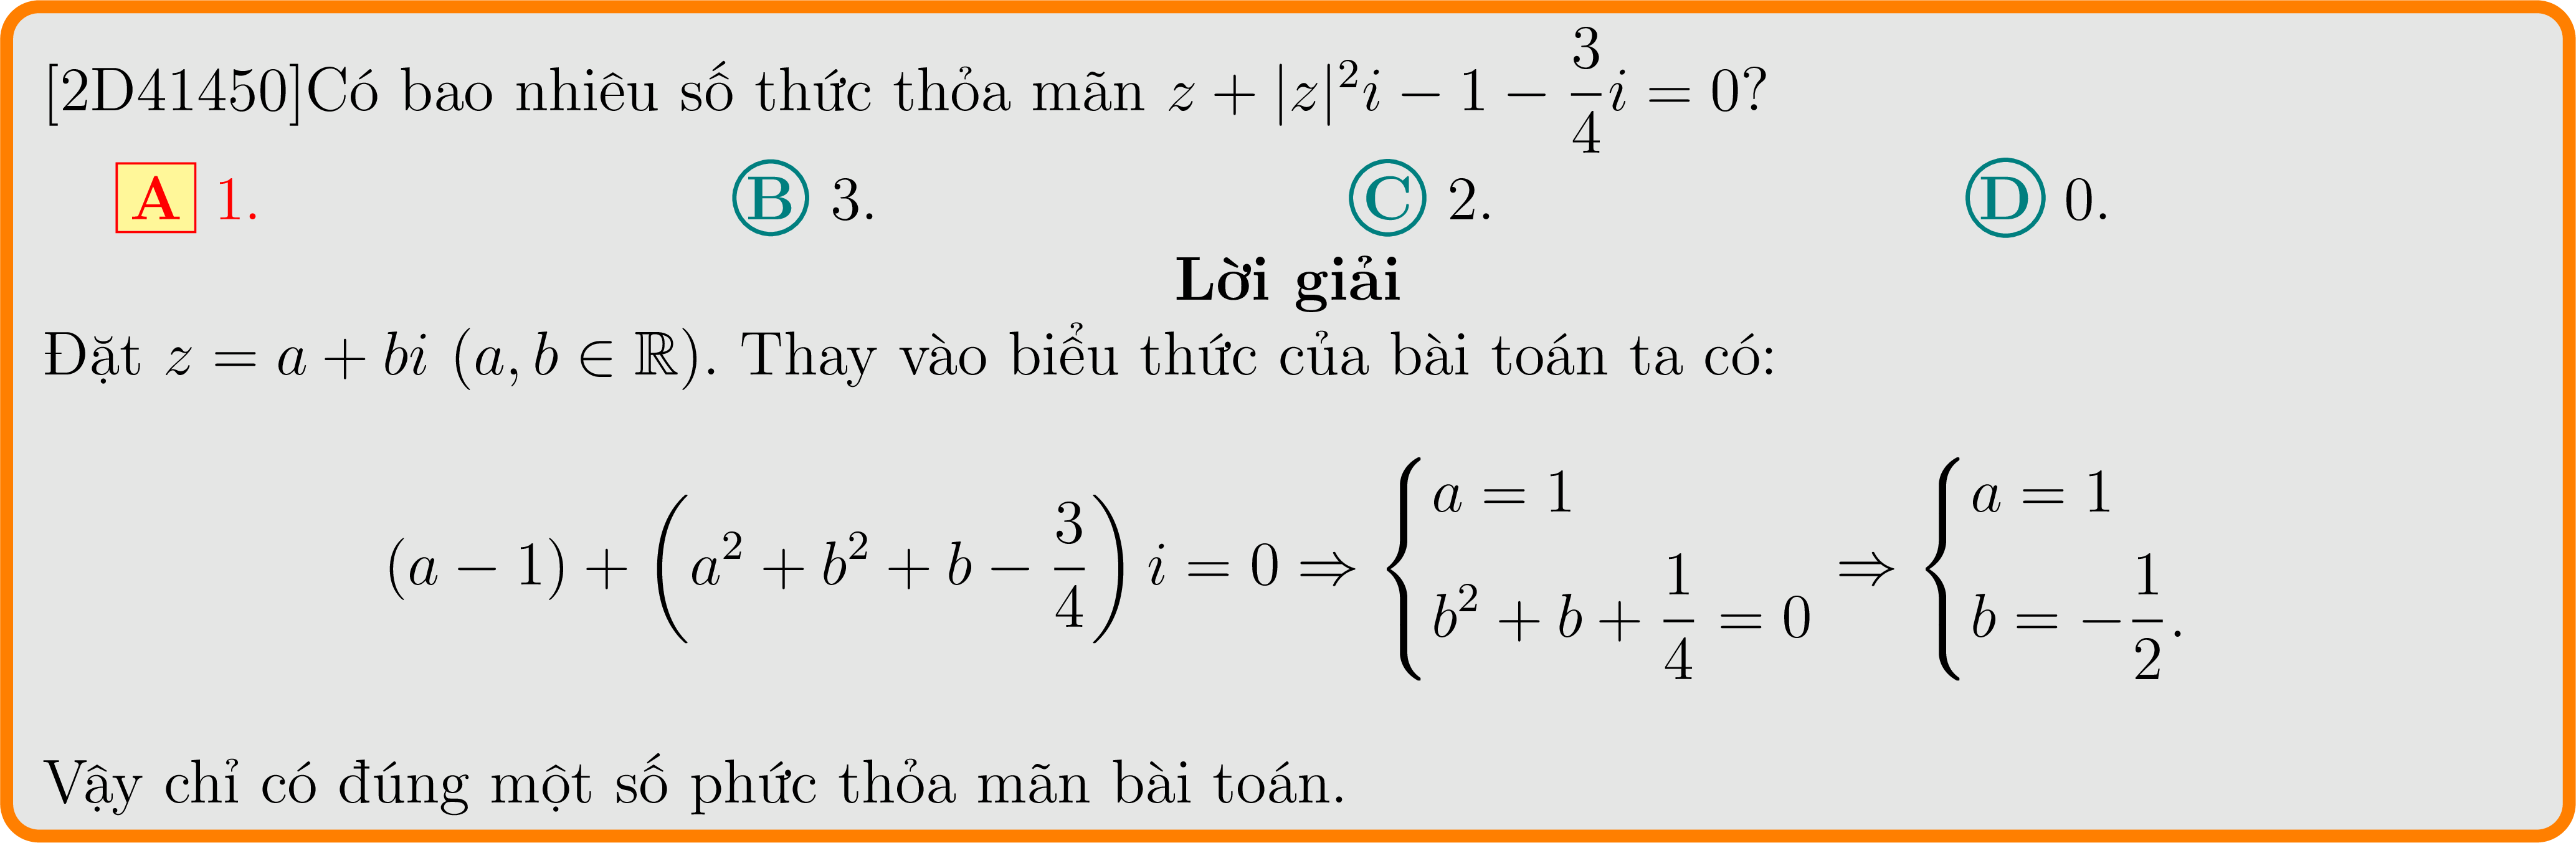 [2D41450]Có bao nhiêu số thức thỏa mãn $z + |z|^2 i - 1 - \frac{3}{4} i = 0$?
A 1. B 3. C 2. D 0.
Lời giải
Đặt $z = a + bi$ $(a, b \in \mathbb{R})$. Thay vào biểu thức của bài toán ta có:
$(a - 1) + \left(a^2 + b^2 + b - \frac{3}{4}\right) i = 0 \Rightarrow \begin{cases} a = 1 \\ b^2 + b + \frac{1}{4} = 0 \end{cases} \Rightarrow \begin{cases} a = 1 \\ b = -\frac{1}{2}. \end{cases}$
Vậy chỉ có đúng một số phức thỏa mãn bài toán.